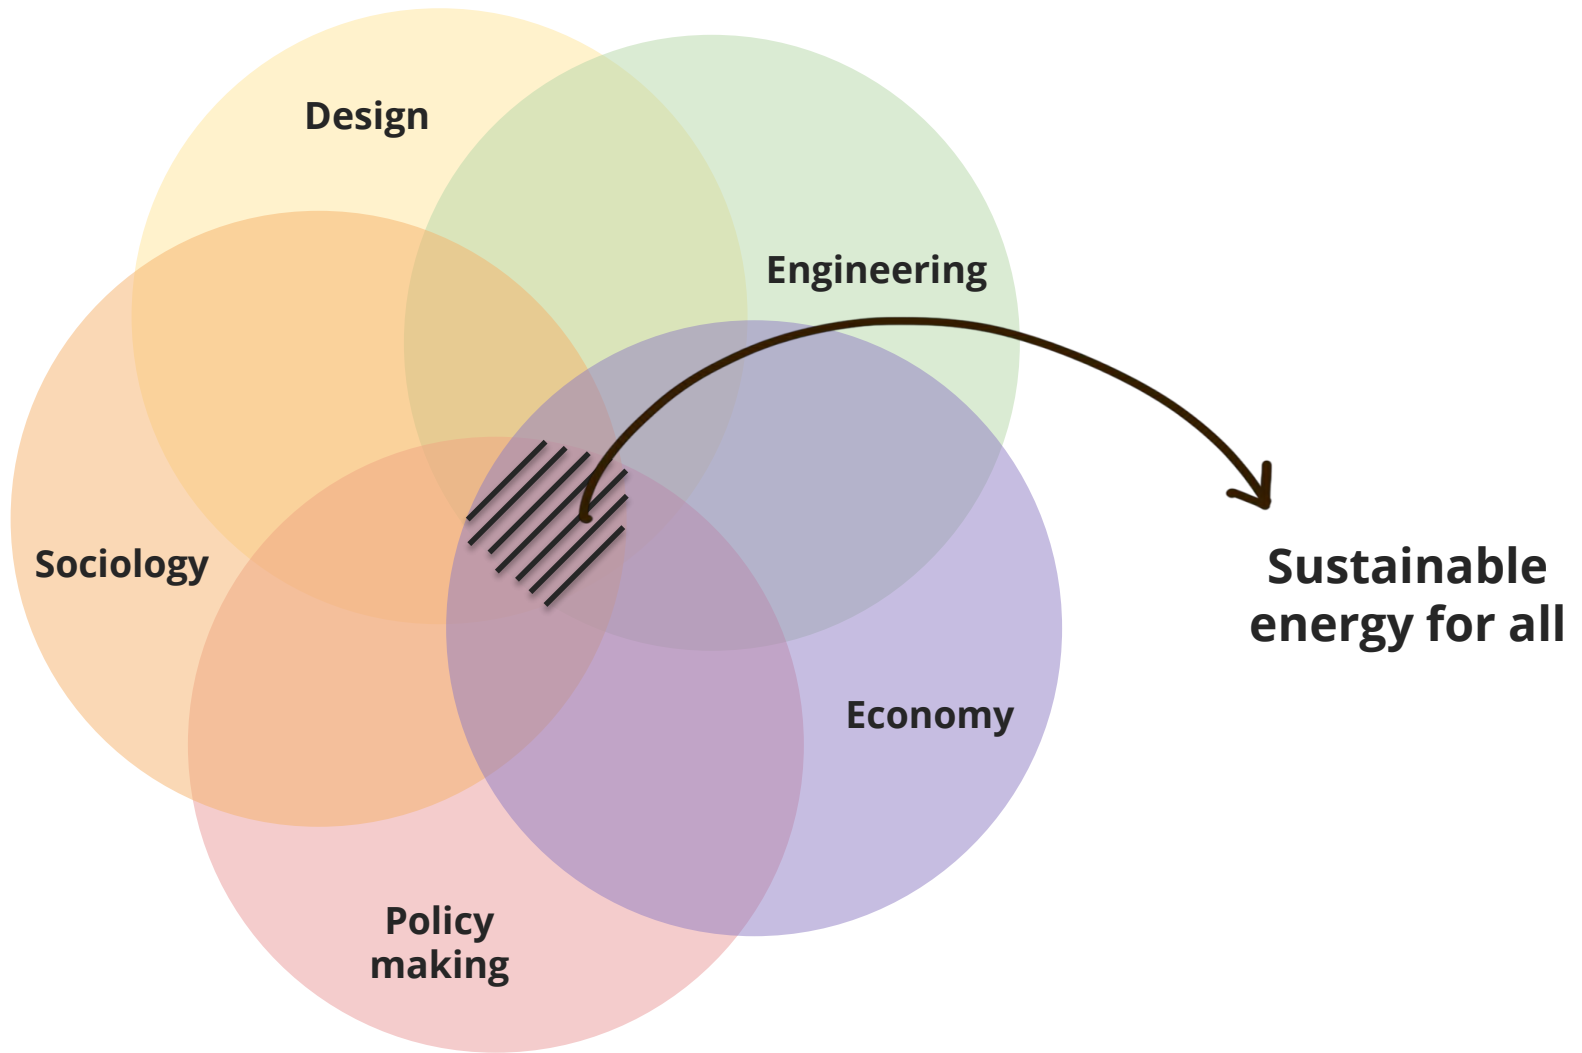 Design
Engineering
Sociology
Sustainable
energy for all
Economy
Policy
making